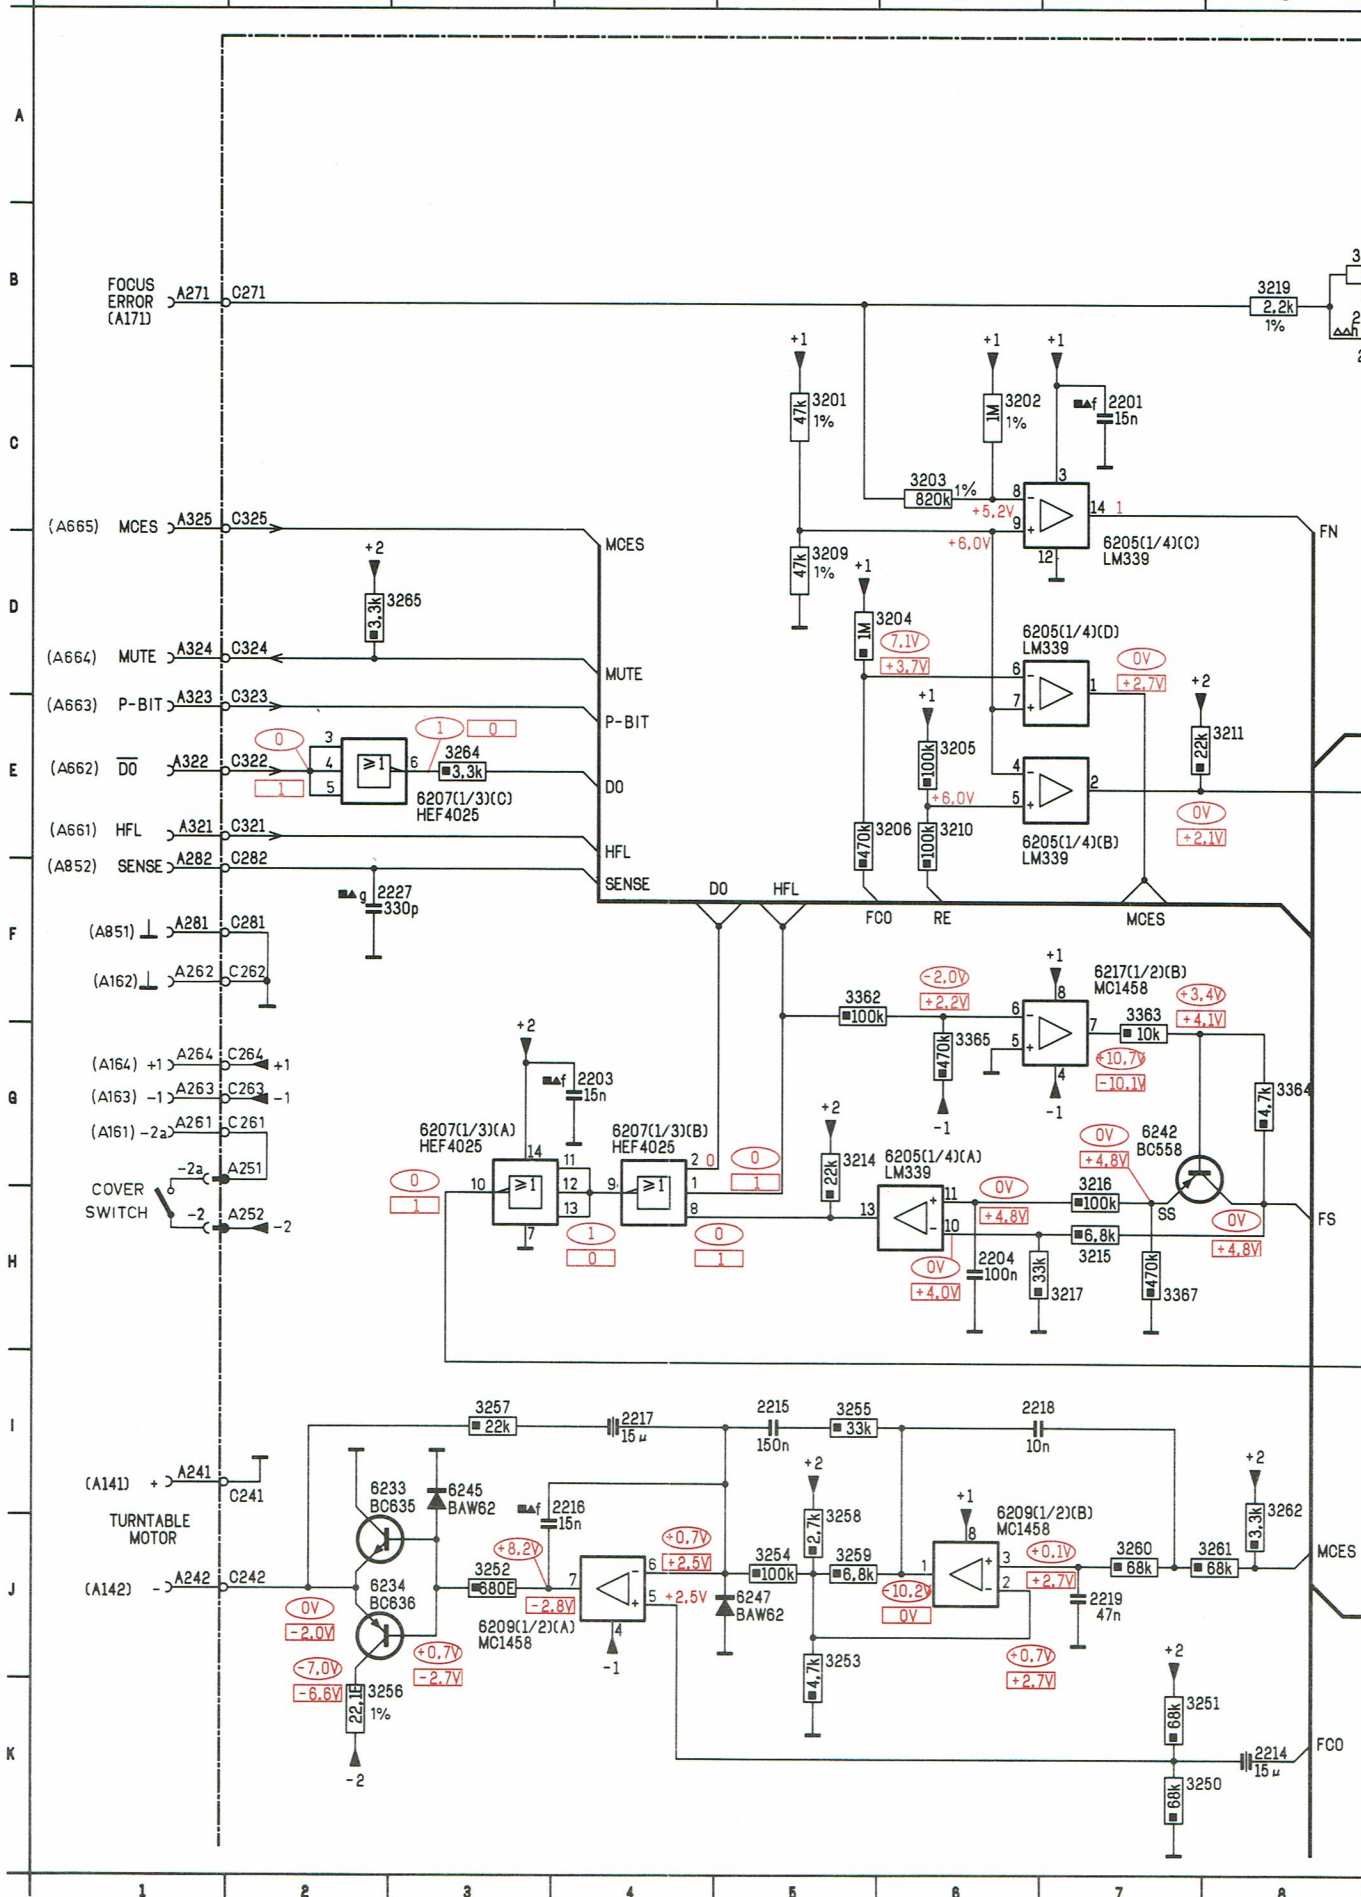 A
B
FOCUS
ERROR
(A171)
A271
C271
3219
2,2k
1%
+1
+1
+1
3201
47k
1%
3202
1M
1%
2201
■▲f
15n
C
3203
820k
1%
8
-
+5,2V
9
+
+6,0V
3
14
1
12
6205(1/4)(C)
LM339
FN
(A665) MCES A325 C325
MCES
+2
3265
■3,3k
3209
47k
1%
+1
D
3204
1M■
7,1V
+3,7V
6205(1/4)(D)
LM339
6
-
7
+
1
0V
+2,7V
(A664) MUTE A324 C324
MUTE
(A663) P-BIT A323 C323
P-BIT
+1
+2
3205
■100k
3211
■22k
E
(A662) DO A322 C322
0
1
3
4
5
≥1
6
1
0
3264
■3,3k
DO
6207(1/3)(C)
HEF4025
4
-
5
+
+6,0V
2
0V
+2,1V
6205(1/4)(B)
LM339
3206
■470k
3210
■100k
(A661) HFL A321 C321
HFL
(A852) SENSE A282 C282
SENSE
■▲g 2227
330p
DO
HFL
FCO
RE
MCES
F
(A851) A281 C281
(A162) A262 C262
3362
■100k
-2,0V
+2,2V
+1
6217(1/2)(B)
MC1458
8
6
-
5
+
7
4
-1
3363
■10k
+3,4V
+4,1V
+10,7V
-10,1V
3365
■470k
-1
3364
■4,7k
G
(A164) +1 A264 C264 +1
(A163) -1 A263 C263 -1
(A161) -2a A261 C261
+2
■▲f 2203
15n
6207(1/3)(A)
HEF4025
6207(1/3)(B)
HEF4025
+2
3214
■22k
6205(1/4)(A)
LM339
6242
BC558
0V
+4,8V
-2a A251
COVER
SWITCH
-2 A252 -2
0
1
10
≥1
14
7
11
12
13
9
≥1
2
1
8
0
0
1
1
0
0
1
13
+
11
-
10
0V
+4,8V
0V
+4,0V
3216
■100k
SS
■6,8k
3215
0V
+4,8V
FS
H
2204
100n
■33k
3217
■470k
3367
I
3257
■22k
2217
15μ
2215
150n
3255
■33k
2218
10n
(A141) + A241
C241
TURNTABLE
MOTOR
(A142) - A242 C242
6233
BC635
6245
BAW62
■▲f 2216
15n
+2
3258
■2,7k
+1
6209(1/2)(B)
MC1458
+2
3262
■3,3k
J
6234
BC636
0V
-2,0V
3252
■680E
+8,2V
-2,8V
7
6
-
5
+
4
-1
+0,7V
+2,5V
+2,5V
6209(1/2)(A)
MC1458
3254
■100k
6247
BAW62
3259
■6,8k
-10,2V
0V
1
8
+
3
-
2
+0,1V
+2,7V
3260
■68k
3261
■68k
MCES
2219
47n
-7,0V
-6,6V
+0,7V
-2,7V
3253
■4,7k
+0,7V
+2,7V
22,1E
3256
1%
-2
+2
3251
■68k
K
2214
15μ
FCO
3250
■68k
1
2
3
4
5
6
7
8